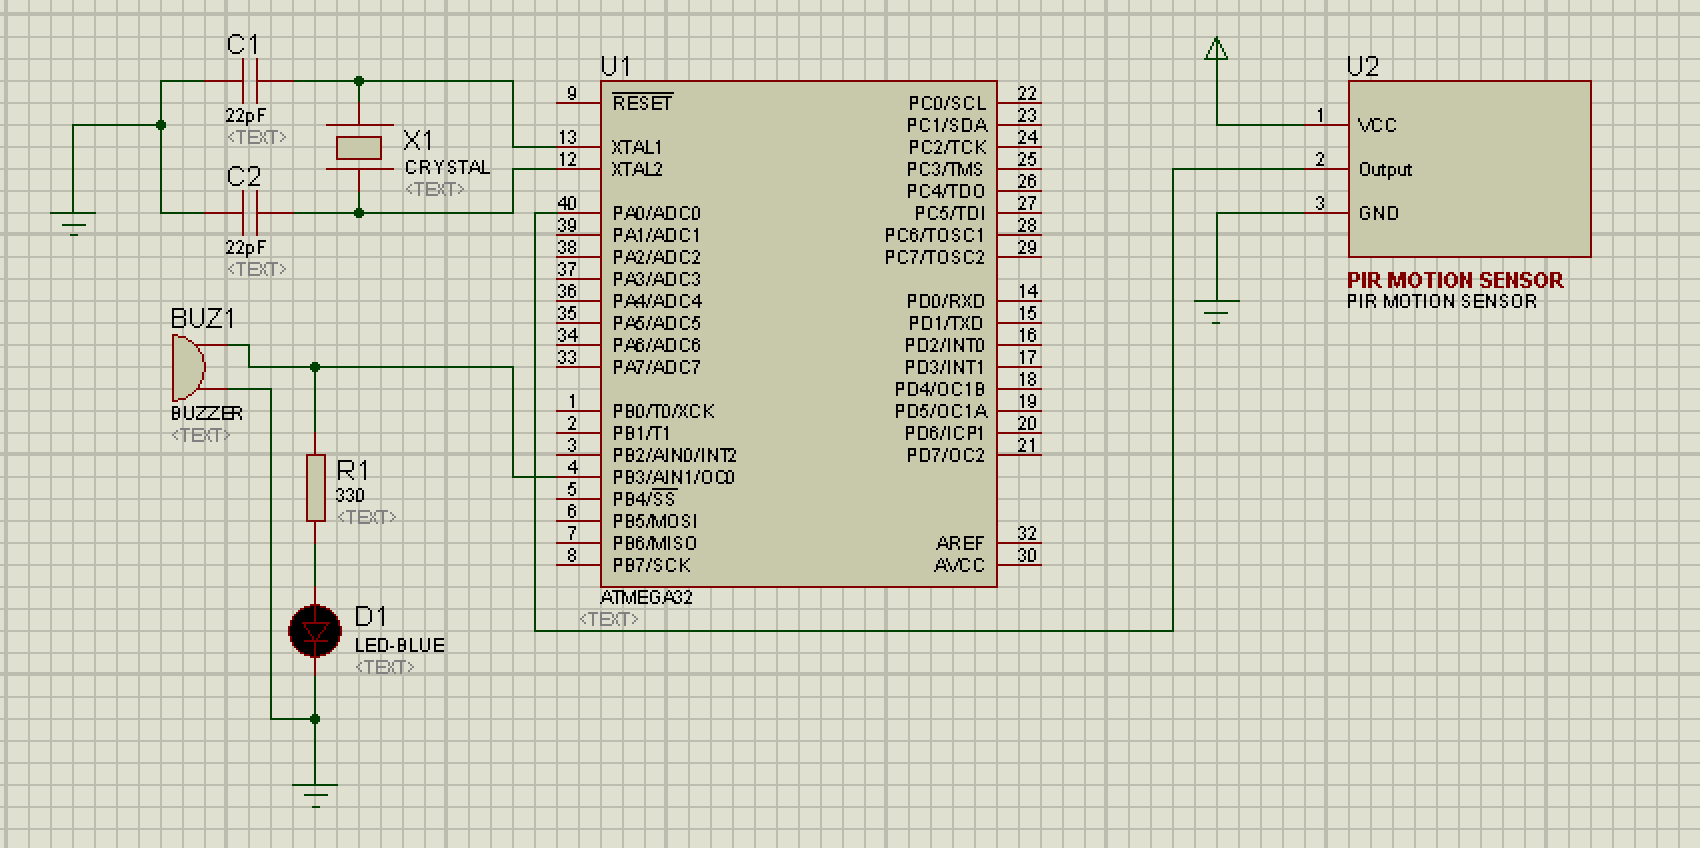 C1
22pF
<TEXT>
C2
22pF
<TEXT>
X1
CRYSTAL
<TEXT>
BUZ1
BUZZER
<TEXT>
R1
330
<TEXT>
D1
LED-BLUE
<TEXT>
U1
9 RESET
13 XTAL1
12 XTAL2
40 PA0/ADC0
39 PA1/ADC1
38 PA2/ADC2
37 PA3/ADC3
36 PA4/ADC4
35 PA5/ADC5
34 PA6/ADC6
33 PA7/ADC7
1 PB0/T0/XCK
2 PB1/T1
3 PB2/AIN0/INT2
4 PB3/AIN1/OC0
5 PB4/SS
6 PB5/MOSI
7 PB6/MISO
8 PB7/SCK
PC0/SCL 22
PC1/SDA 23
PC2/TCK 24
PC3/TMS 25
PC4/TDO 26
PC5/TDI 27
PC6/TOSC1 28
PC7/TOSC2 29
PD0/RXD 14
PD1/TXD 15
PD2/INT0 16
PD3/INT1 17
PD4/OC1B 18
PD5/OC1A 19
PD6/ICP1 20
PD7/OC2 21
AREF 32
AVCC 30
ATMEGA32
<TEXT>
U2
1 VCC
2 Output
3 GND
PIR MOTION SENSOR
PIR MOTION SENSOR